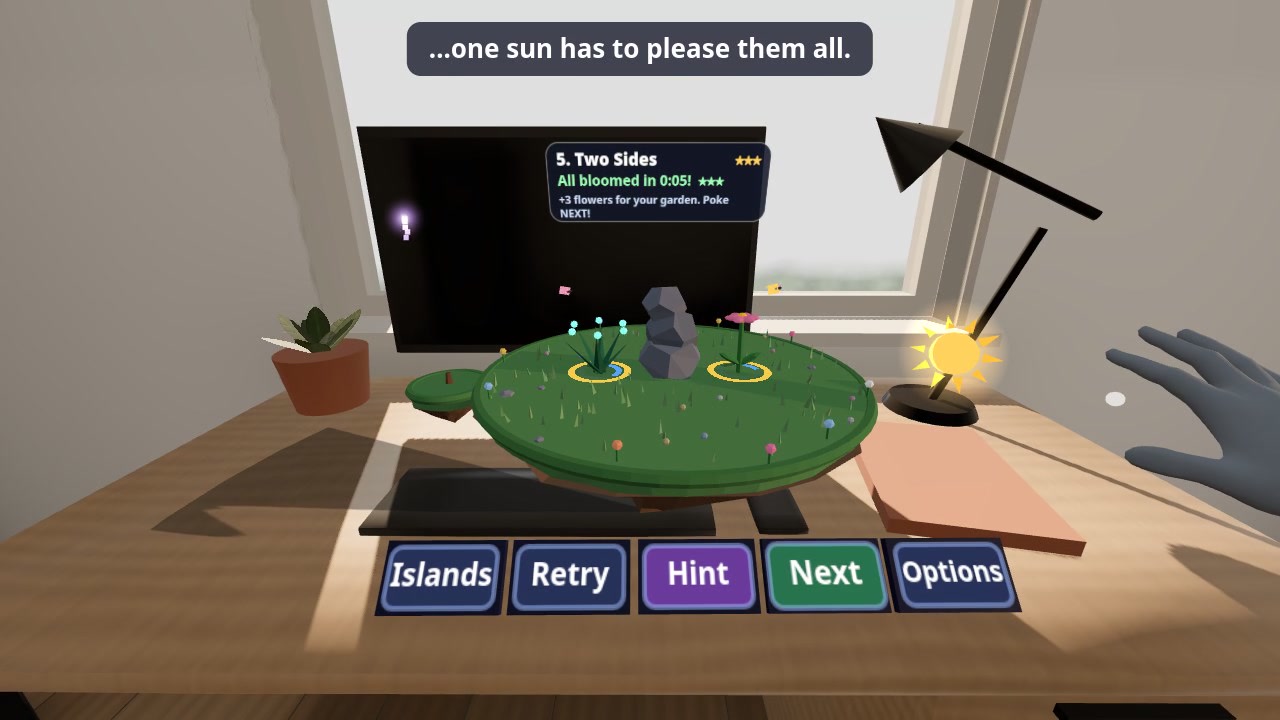 ...one sun has to please them all.
5. Two Sides ★★★
All bloomed in 0:05! ★★★
+3 flowers for your garden. Poke
NEXT!
Islands
Retry
Hint
Next
Options